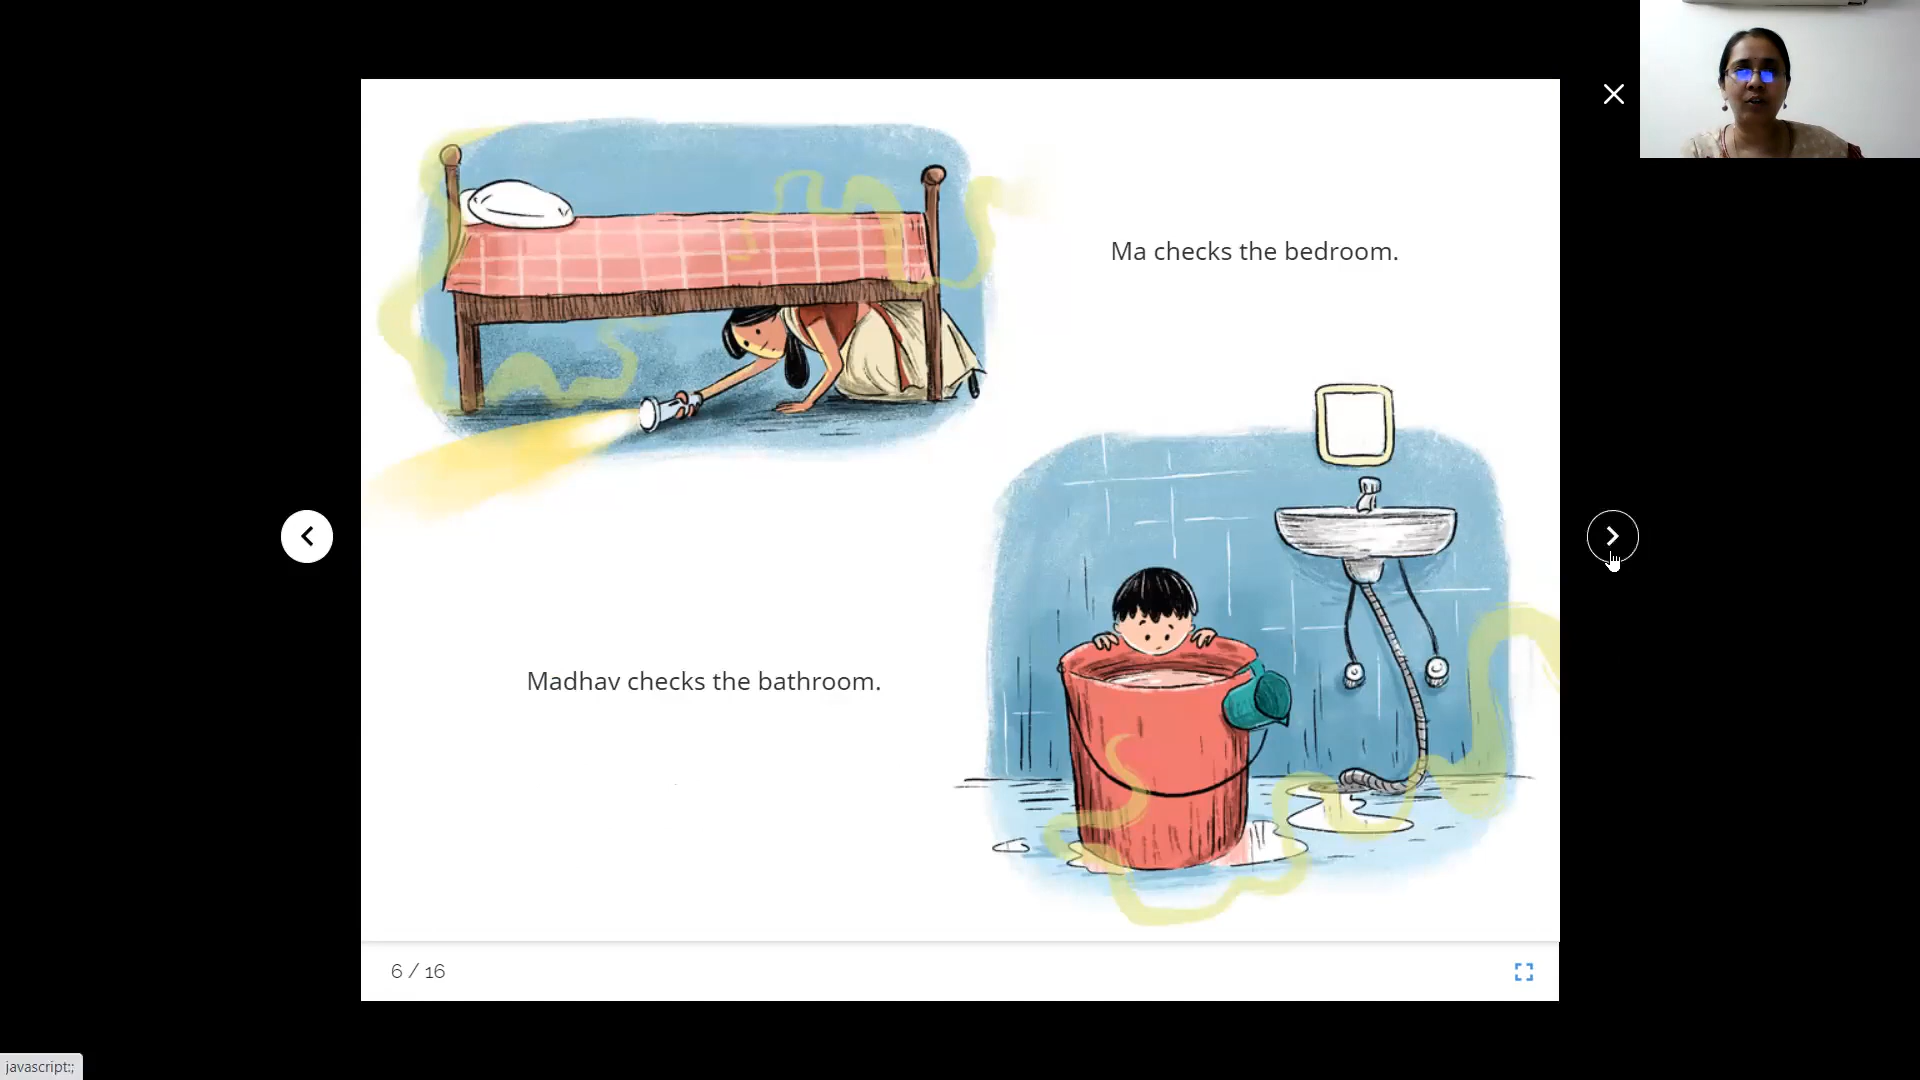 Ma checks the bedroom.
Madhav checks the bathroom.
6 / 16
javascript:;